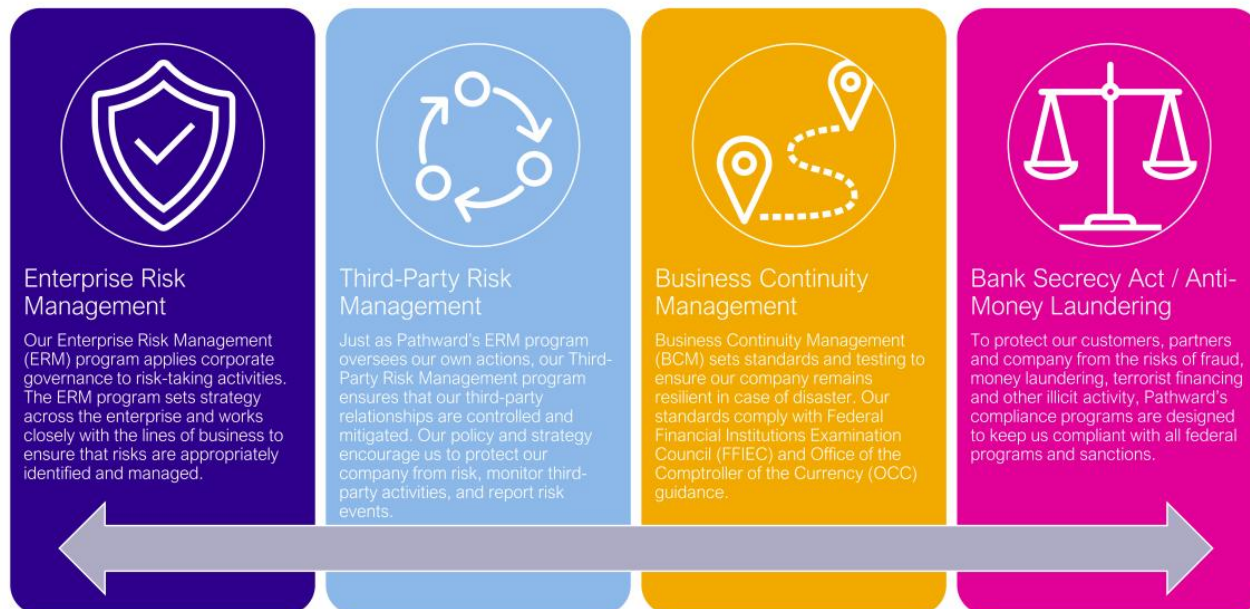 Enterprise Risk
Management
Our Enterprise Risk Management
(ERM) program applies corporate
governance to risk-taking activities.
The ERM program sets strategy
across the enterprise and works
closely with the lines of business to
ensure that risks are appropriately
identified and managed.
Third-Party Risk
Management
Just as Pathward's ERM program
oversees our own actions, our Third-
Party Risk Management program
ensures that our third-party
relationships are controlled and
mitigated. Our policy and strategy
encourage us to protect our
company from risk, monitor third-
party activities, and report risk
events.
Business Continuity
Management
Business Continuity Management
(BCM) sets standards and testing to
ensure our company remains
resilient in case of disaster. Our
standards comply with Federal
Financial Institutions Examination
Council (FFIEC) and Office of the
Comptroller of the Currency (OCC)
guidance.
Bank Secrecy Act / Anti-
Money Laundering
To protect our customers, partners
and company from the risks of fraud,
money laundering, terrorist financing
and other illicit activity, Pathward's
compliance programs are designed
to keep us compliant with all federal
programs and sanctions.